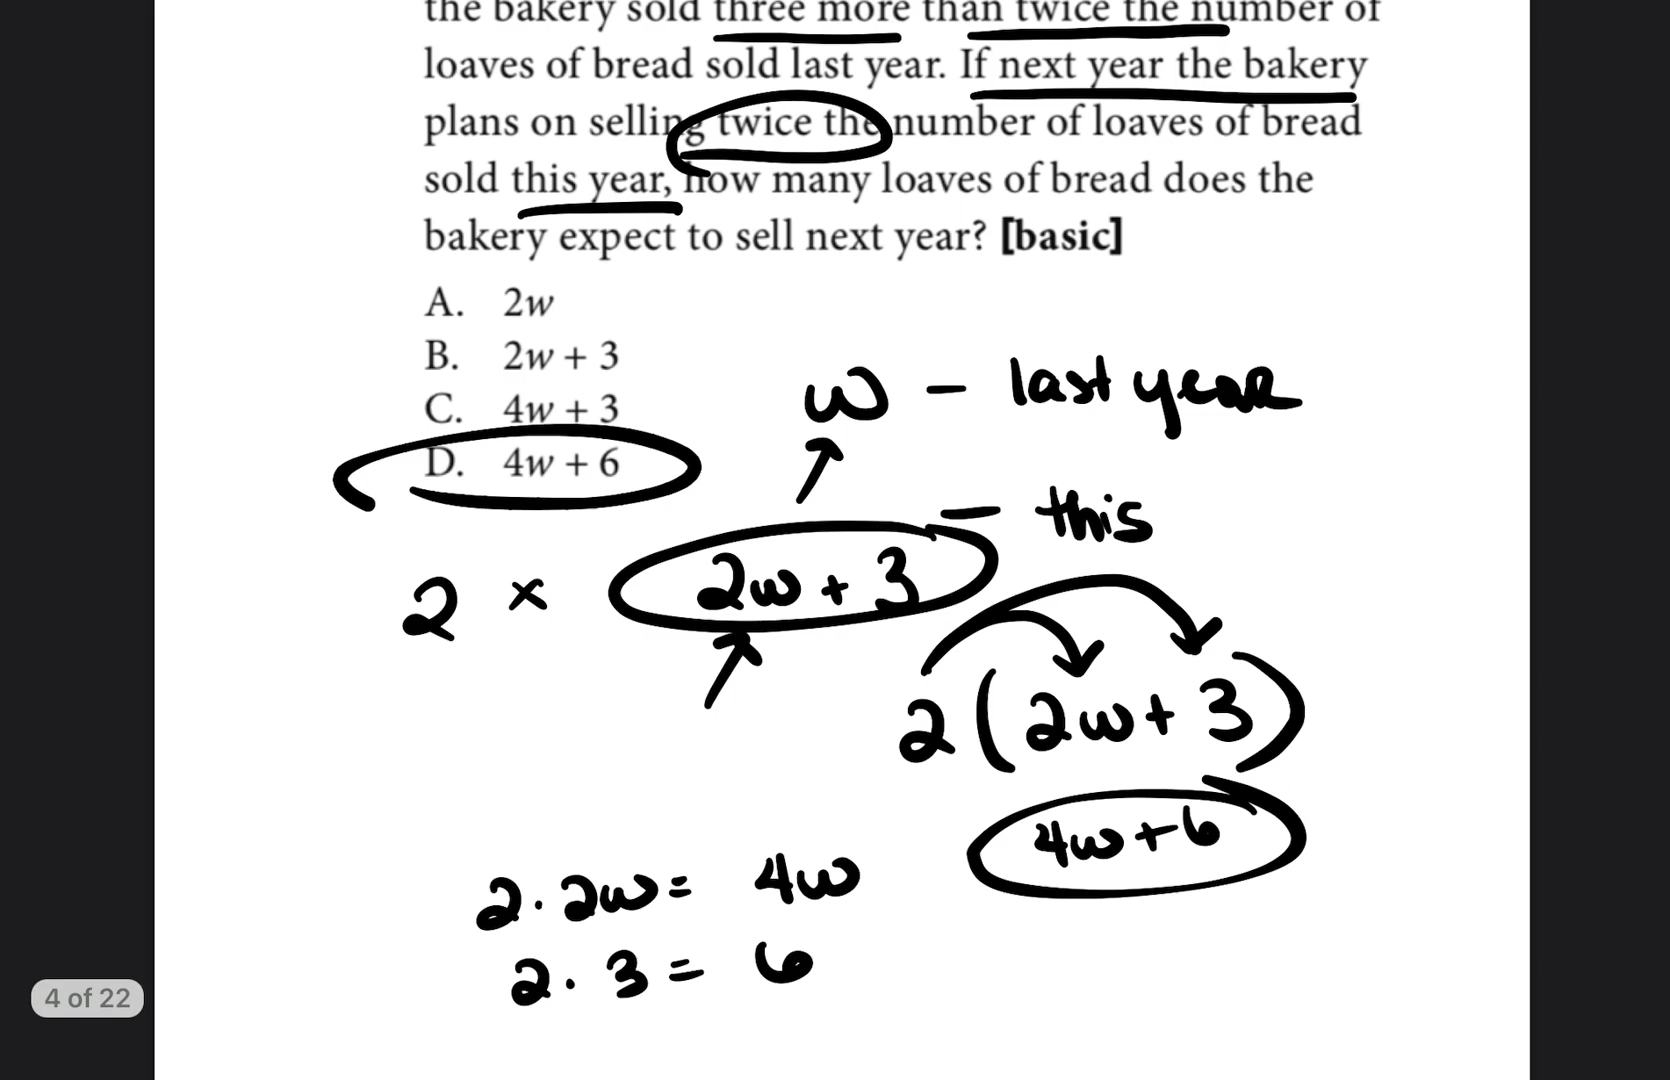 the bakery sold three more than twice the number of
loaves of bread sold last year. If next year the bakery
plans on selling twice the number of loaves of bread
sold this year, how many loaves of bread does the
bakery expect to sell next year? [basic]
A. 2w
B. 2w + 3
C. 4w + 3
D. 4w + 6
w - last year
2 × 2w + 3 - this
2(2w + 3)
4w + 6
2 · 2w = 4w
2 · 3 = 6
4 of 22